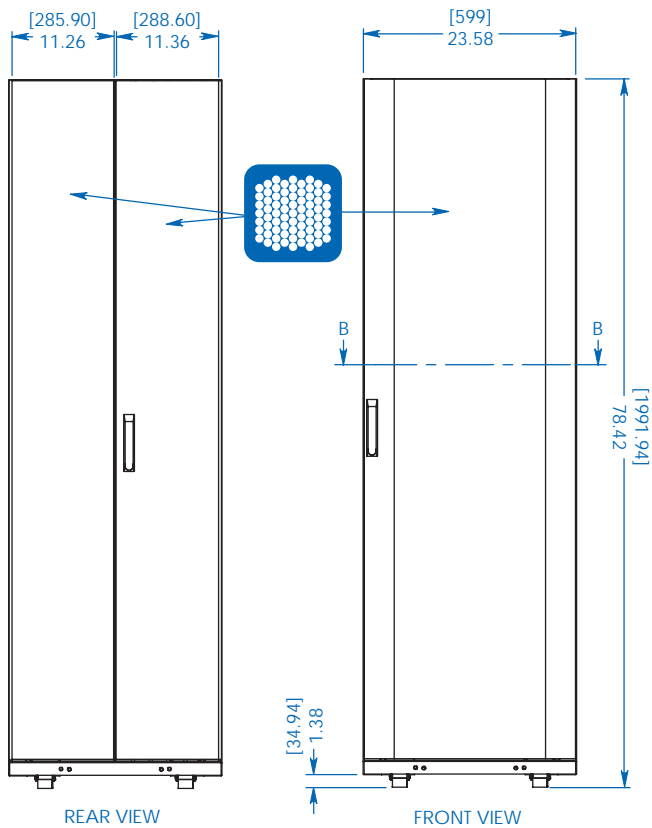 [285.90]
11.26
[288.60]
11.36
[599]
23.58
B
B
[1991.94]
78.42
[34.94]
1.38
REAR VIEW
FRONT VIEW